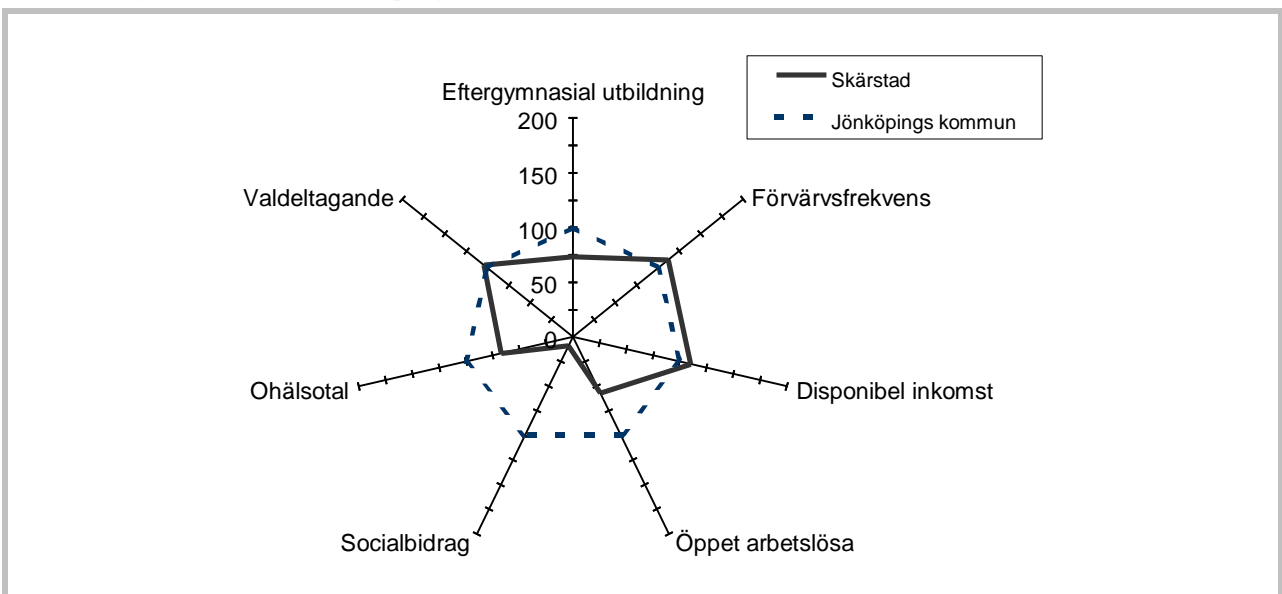 Skärstad
Jönköpings kommun
Eftergymnasial utbildning
200
150
100
50
0
Valdeltagande
Förvärvsfrekvens
Ohälsotal
Disponibel inkomst
Socialbidrag
Öppet arbetslösa